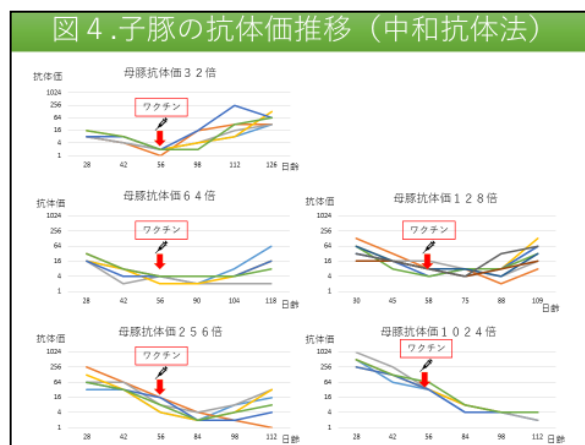 図４.子豚の抗体価推移（中和抗体法）
母豚抗体価３２倍
抗体価
1024
256
64
16
4
1
ワクチン
28 42 56 98 112 126 日齢
母豚抗体価６４倍
抗体価
1024
256
64
16
4
1
ワクチン
28 42 56 90 104 118 日齢
母豚抗体価１２８倍
抗体価
1024
256
64
16
4
1
ワクチン
30 45 58 75 88 109 日齢
母豚抗体価２５６倍
抗体価
1024
256
64
16
4
1
ワクチン
28 42 56 84 98 112 日齢
母豚抗体価１０２４倍
抗体価
1024
256
64
16
4
1
ワクチン
28 42 56 84 98 112 日齢